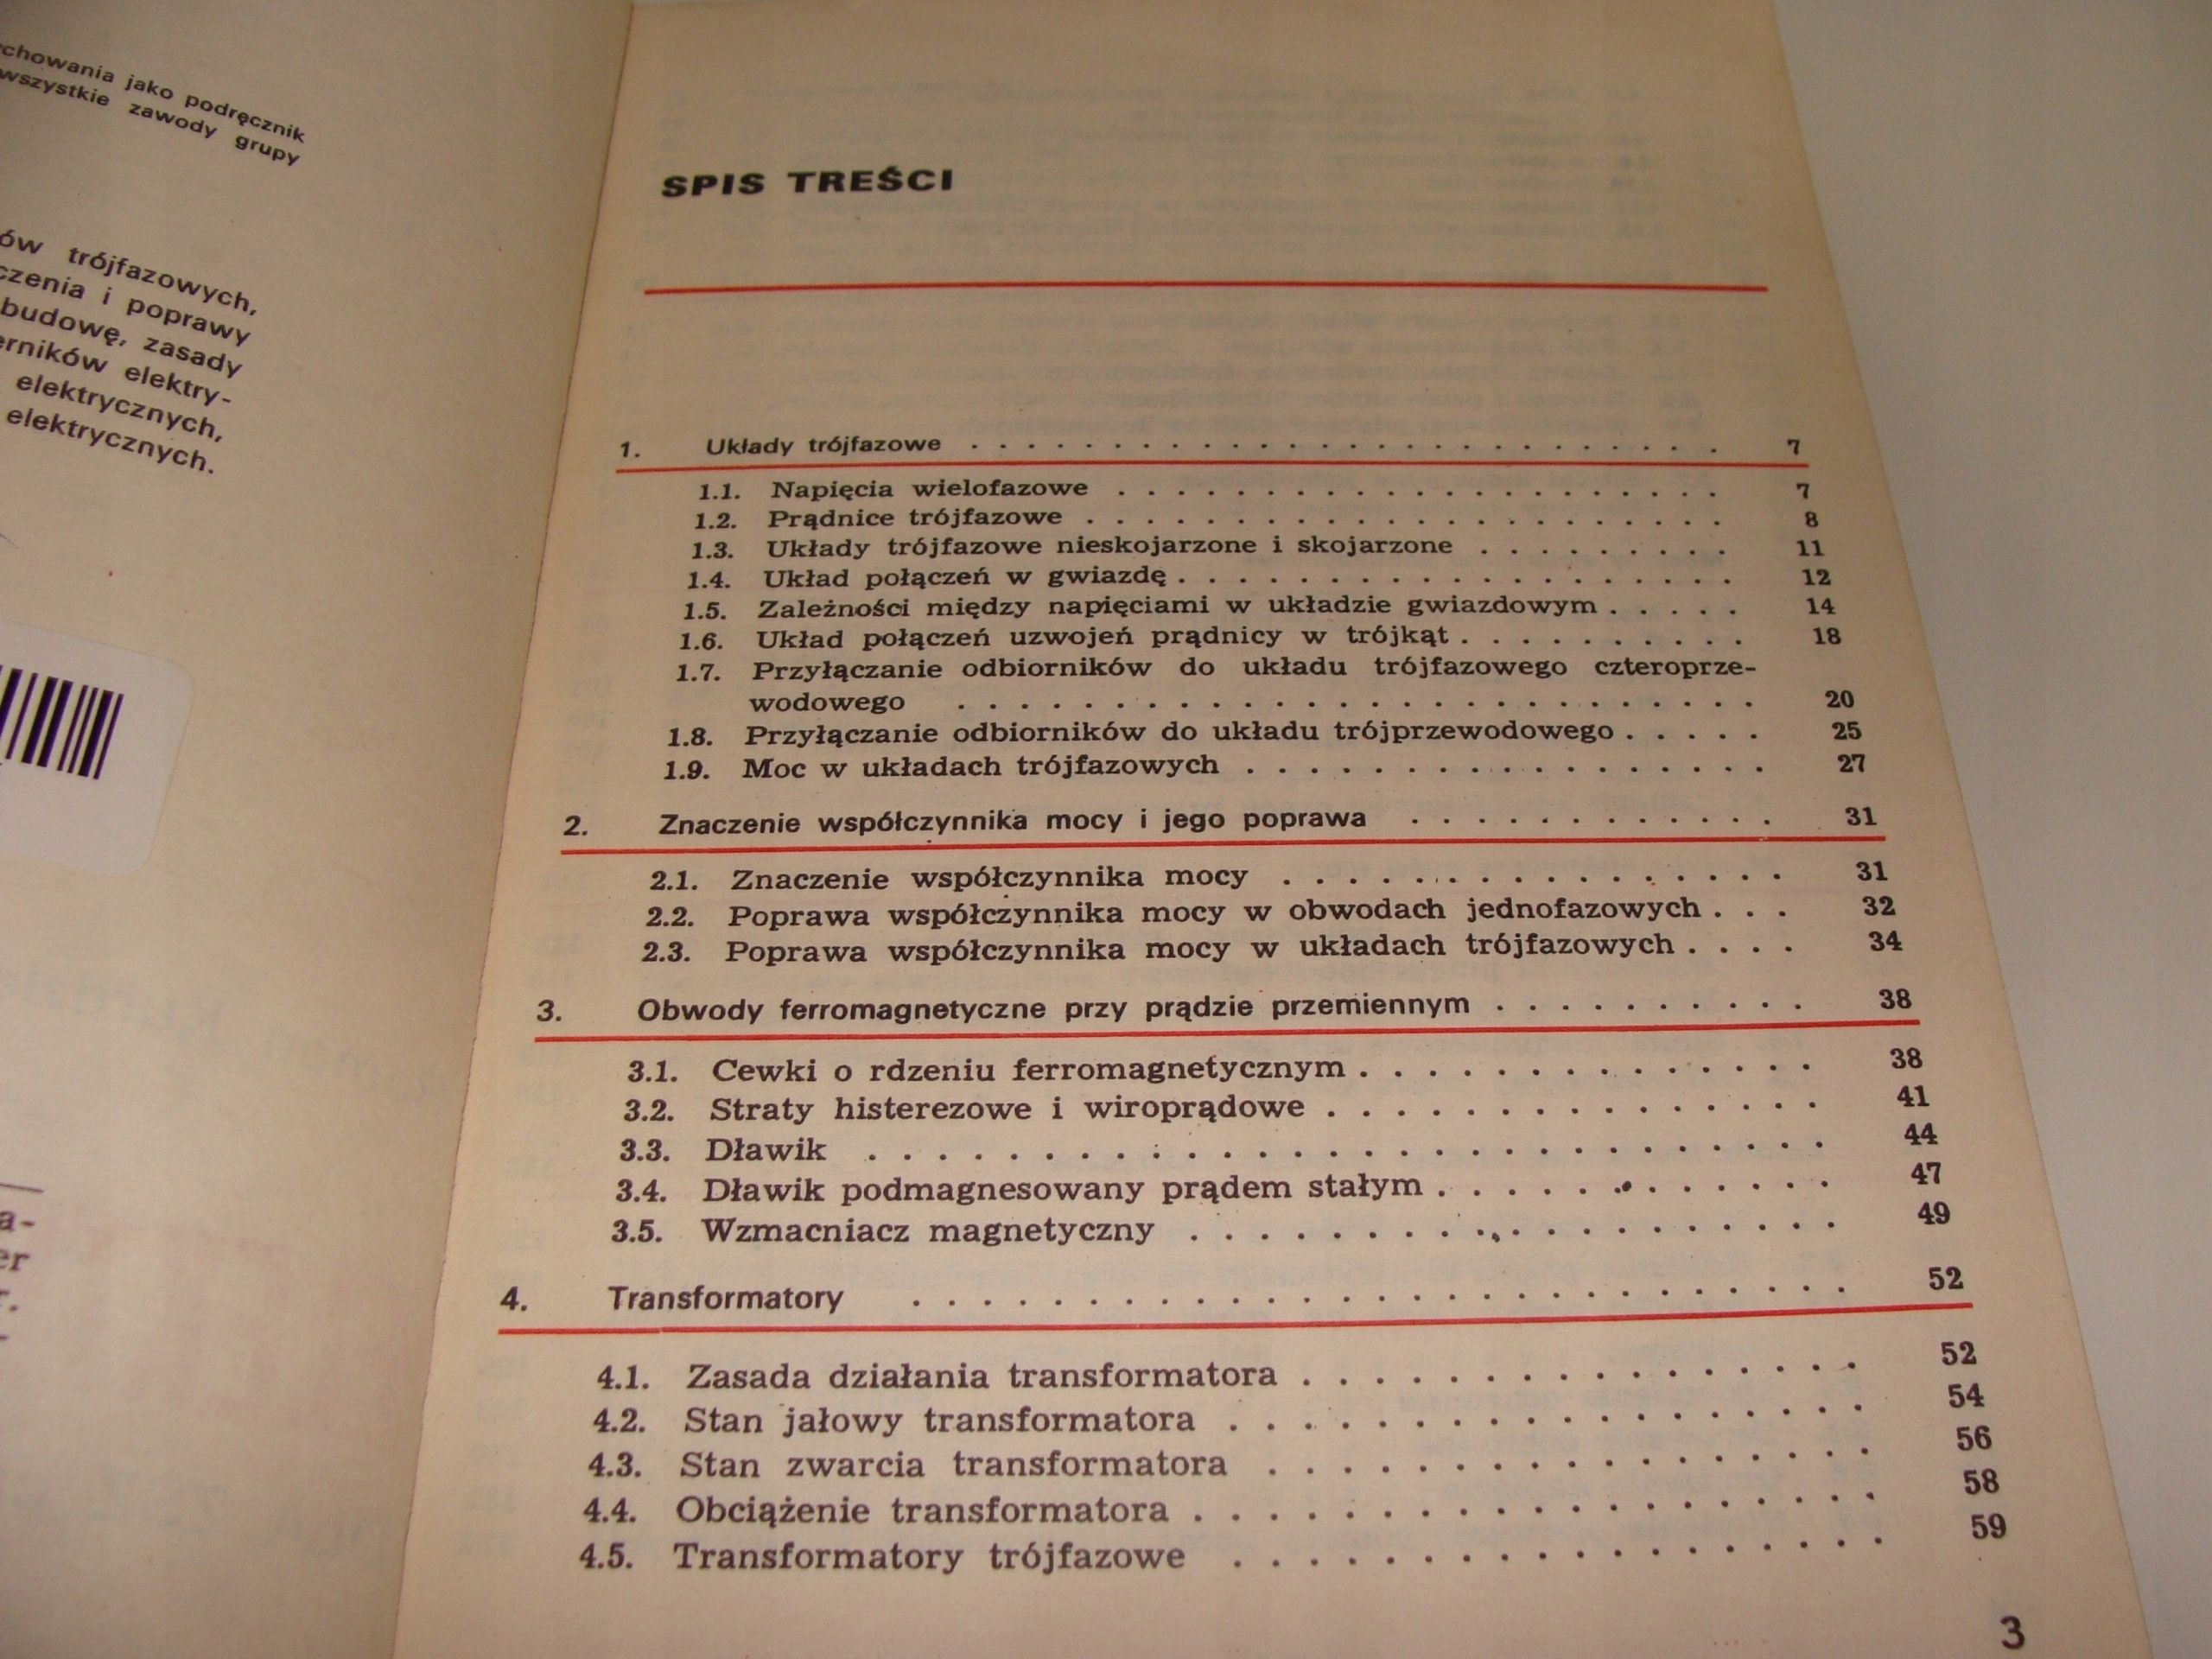 chowania jako podręcznik
wszystkie zawody grupy
ów trójfazowych,
czenia i poprawy
budowę, zasady
erników elektry-
elektrycznych,
elektrycznych.
a-
er
r.
-
SPIS TREŚCI
1. Układy trójfazowe . . . . . . . . . . . . . . . . . . . . . . . . . . 7
1.1. Napięcia wielofazowe . . . . . . . . . . . . . . . . . . . . 7
1.2. Prądnice trójfazowe . . . . . . . . . . . . . . . . . . . . . 8
1.3. Układy trójfazowe nieskojarzone i skojarzone . . . . . . . . . 11
1.4. Układ połączeń w gwiazdę . . . . . . . . . . . . . . . . . . 12
1.5. Zależności między napięciami w układzie gwiazdowym . . . . . 14
1.6. Układ połączeń uzwojeń prądnicy w trójkąt . . . . . . . . . . 18
1.7. Przyłączanie odbiorników do układu trójfazowego czteroprze-
wodowego . . . . . . . . . . . . . . . . . . . . . . . . . . 20
1.8. Przyłączanie odbiorników do układu trójprzewodowego . . . . . 25
1.9. Moc w układach trójfazowych . . . . . . . . . . . . . . . . . 27
2. Znaczenie współczynnika mocy i jego poprawa . . . . . . . . . . . . 31
2.1. Znaczenie współczynnika mocy . . . . . . . . . . . . . . . . 31
2.2. Poprawa współczynnika mocy w obwodach jednofazowych . . . 32
2.3. Poprawa współczynnika mocy w układach trójfazowych . . . . 34
3. Obwody ferromagnetyczne przy prądzie przemiennym . . . . . . . . . . 38
3.1. Cewki o rdzeniu ferromagnetycznym . . . . . . . . . . . . . . 38
3.2. Straty histerezowe i wiroprądowe . . . . . . . . . . . . . . . 41
3.3. Dławik . . . . . . . . . . . . . . . . . . . . . . . . . . . 44
3.4. Dławik podmagnesowany prądem stałym . . . . . . . . . . . . 47
3.5. Wzmacniacz magnetyczny . . . . . . . . . . . . . . . . . . . 49
4. Transformatory . . . . . . . . . . . . . . . . . . . . . . . . . . . 52
4.1. Zasada działania transformatora . . . . . . . . . . . . . . . . 52
4.2. Stan jałowy transformatora . . . . . . . . . . . . . . . . . . 54
4.3. Stan zwarcia transformatora . . . . . . . . . . . . . . . . . 56
4.4. Obciążenie transformatora . . . . . . . . . . . . . . . . . . . 58
4.5. Transformatory trójfazowe . . . . . . . . . . . . . . . . . . 59
3